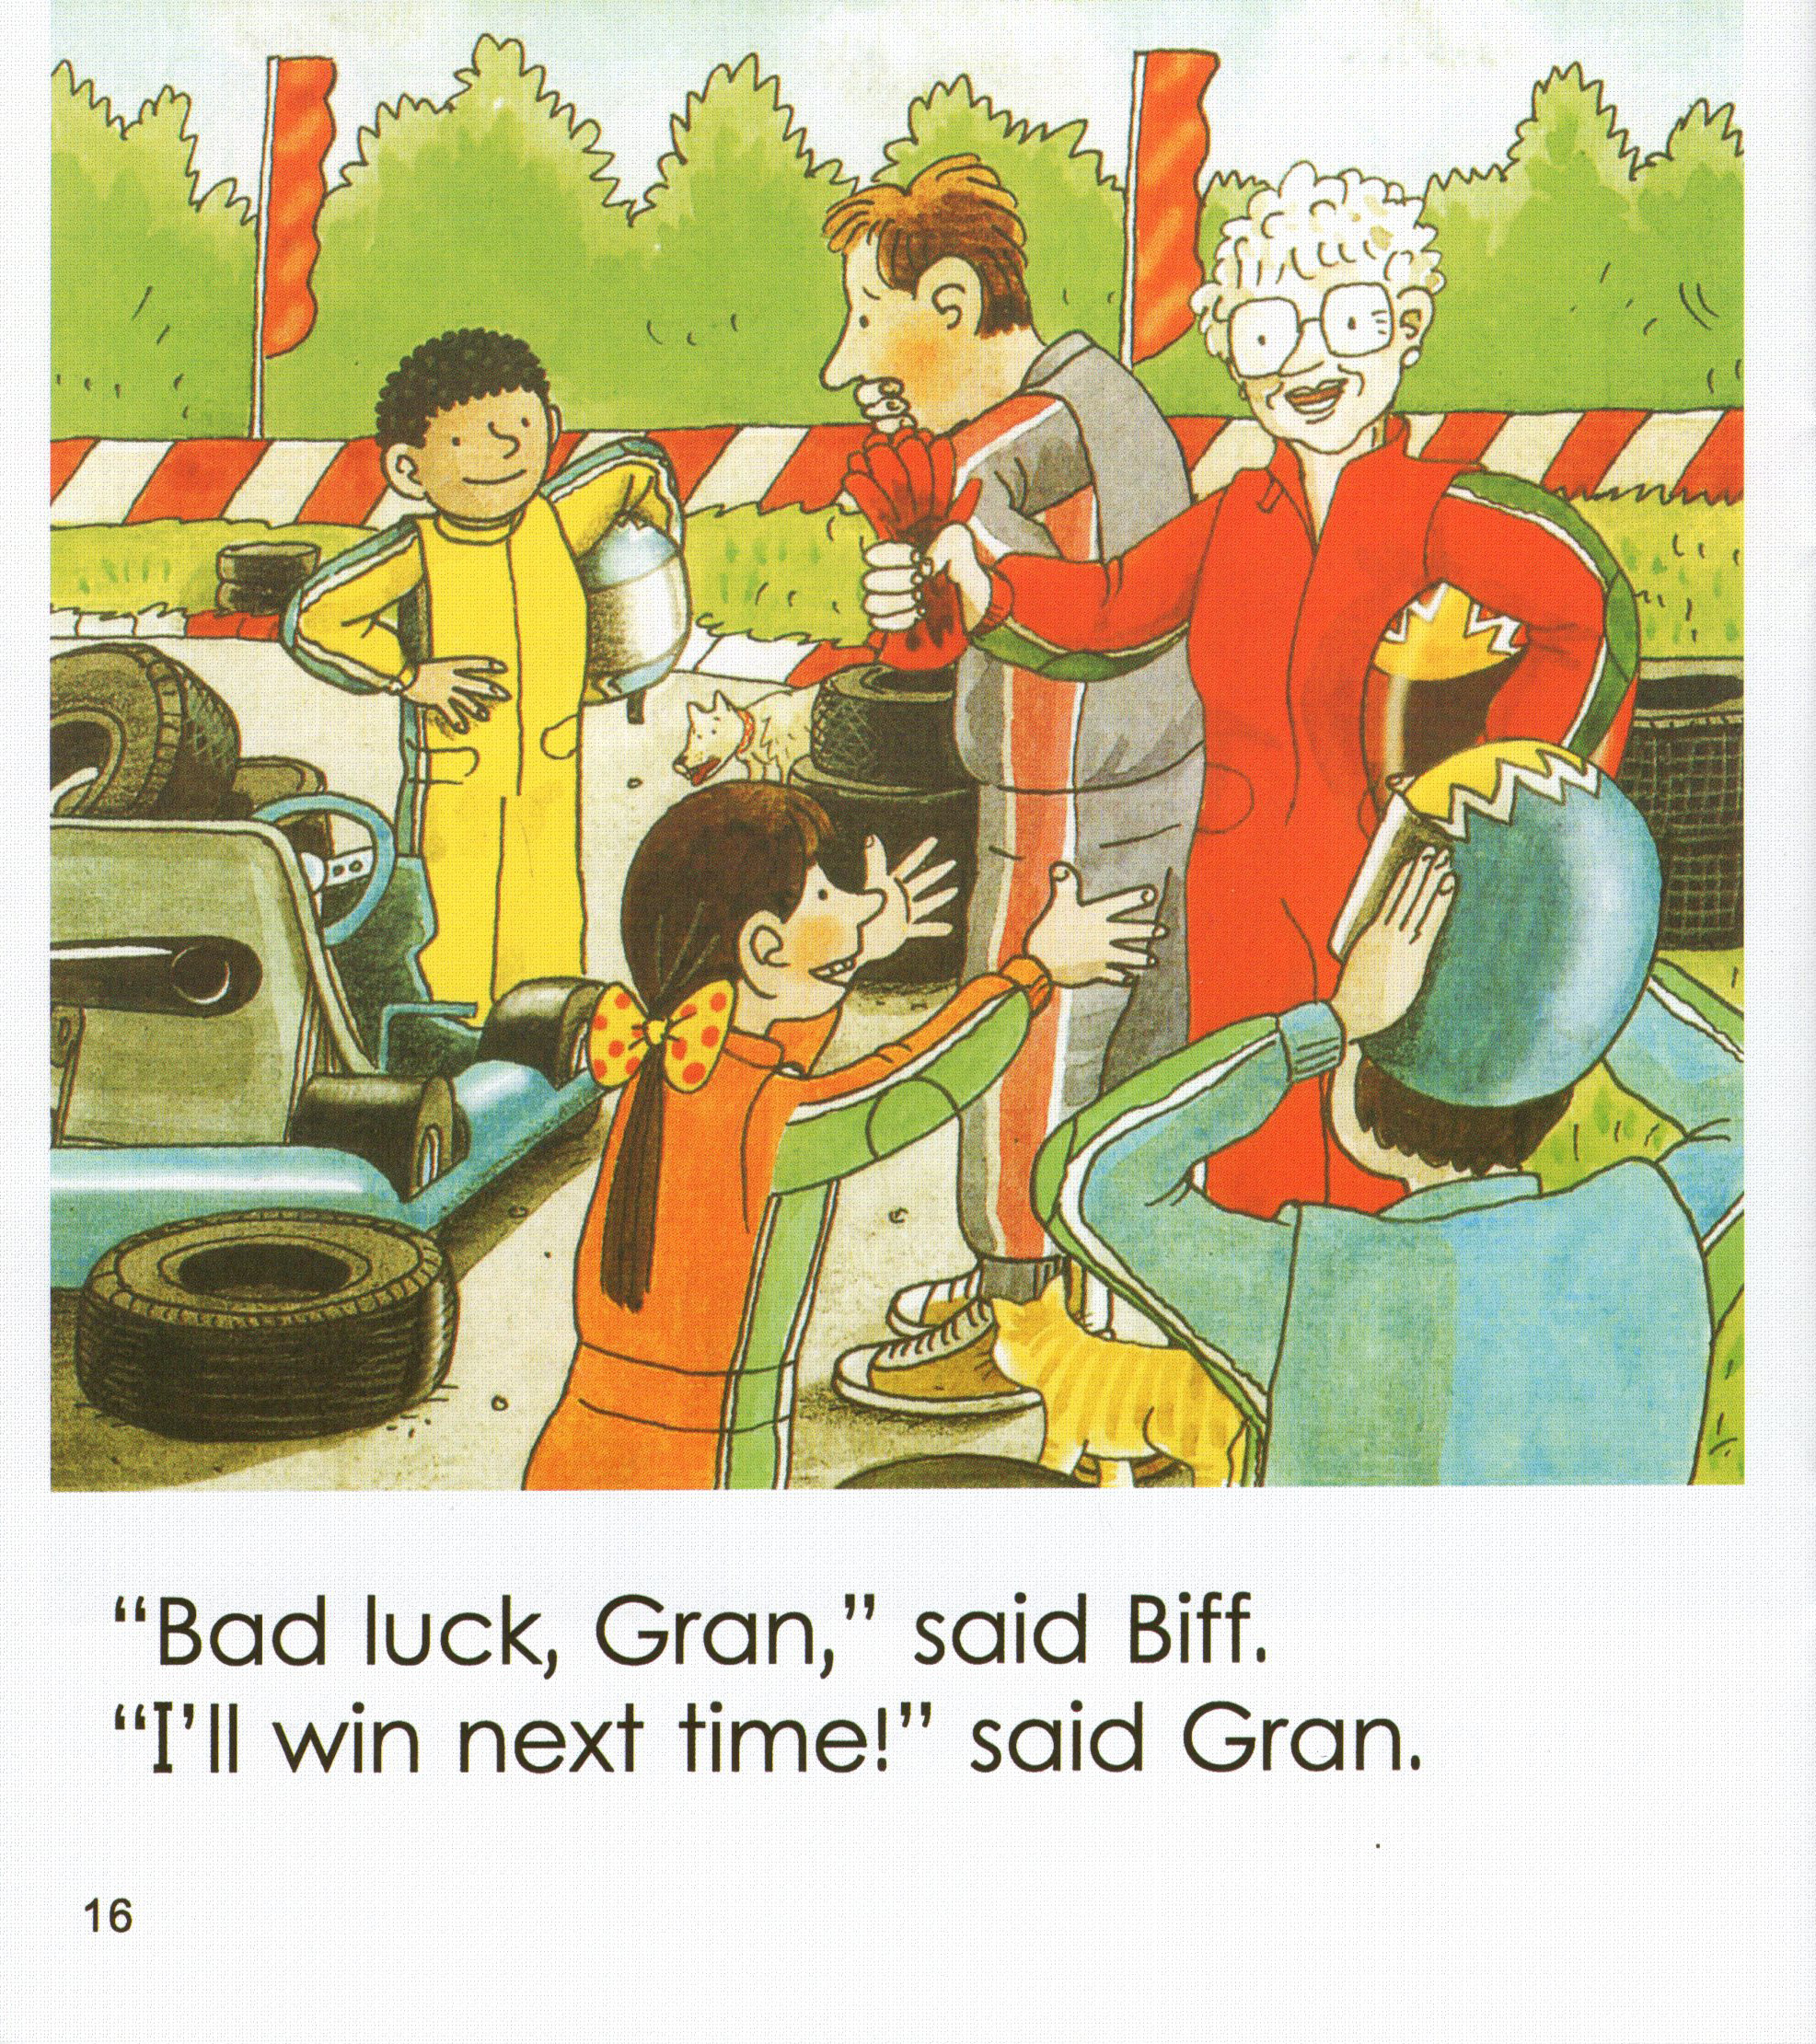 “Bad luck, Gran,” said Biff.
“I’ll win next time!” said Gran.
16